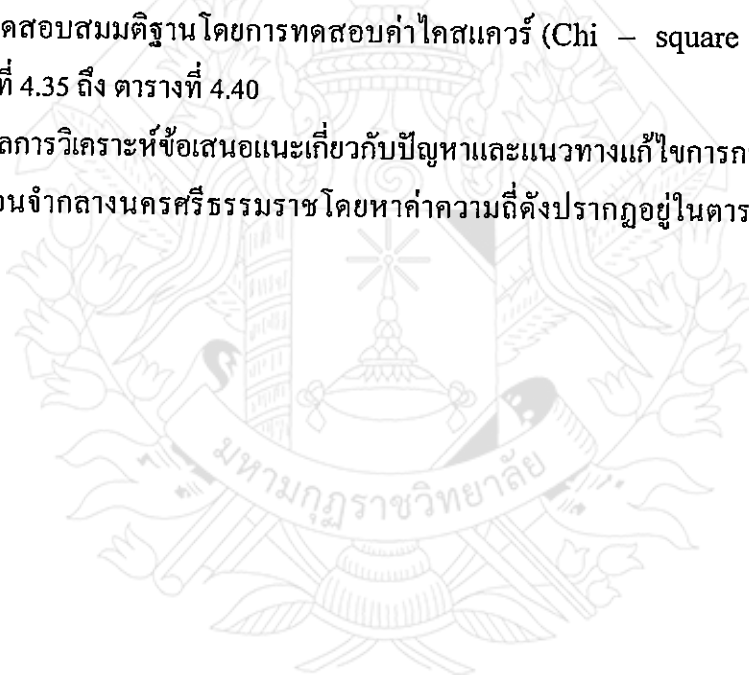 ดสอบสมมติฐานโดยการทดสอบค่าไคสแควร์ (Chi – square
ที่ 4.35 ถึง ตารางที่ 4.40
ลการวิเคราะห์ข้อเสนอแนะเกี่ยวกับปัญหาและแนวทางแก้ไขการก
อนจำกลางนครศรีธรรมราชโดยหาค่าความถี่ดังปรากฏอยู่ในตาร
มหามกุฏราชวิทยาลัย